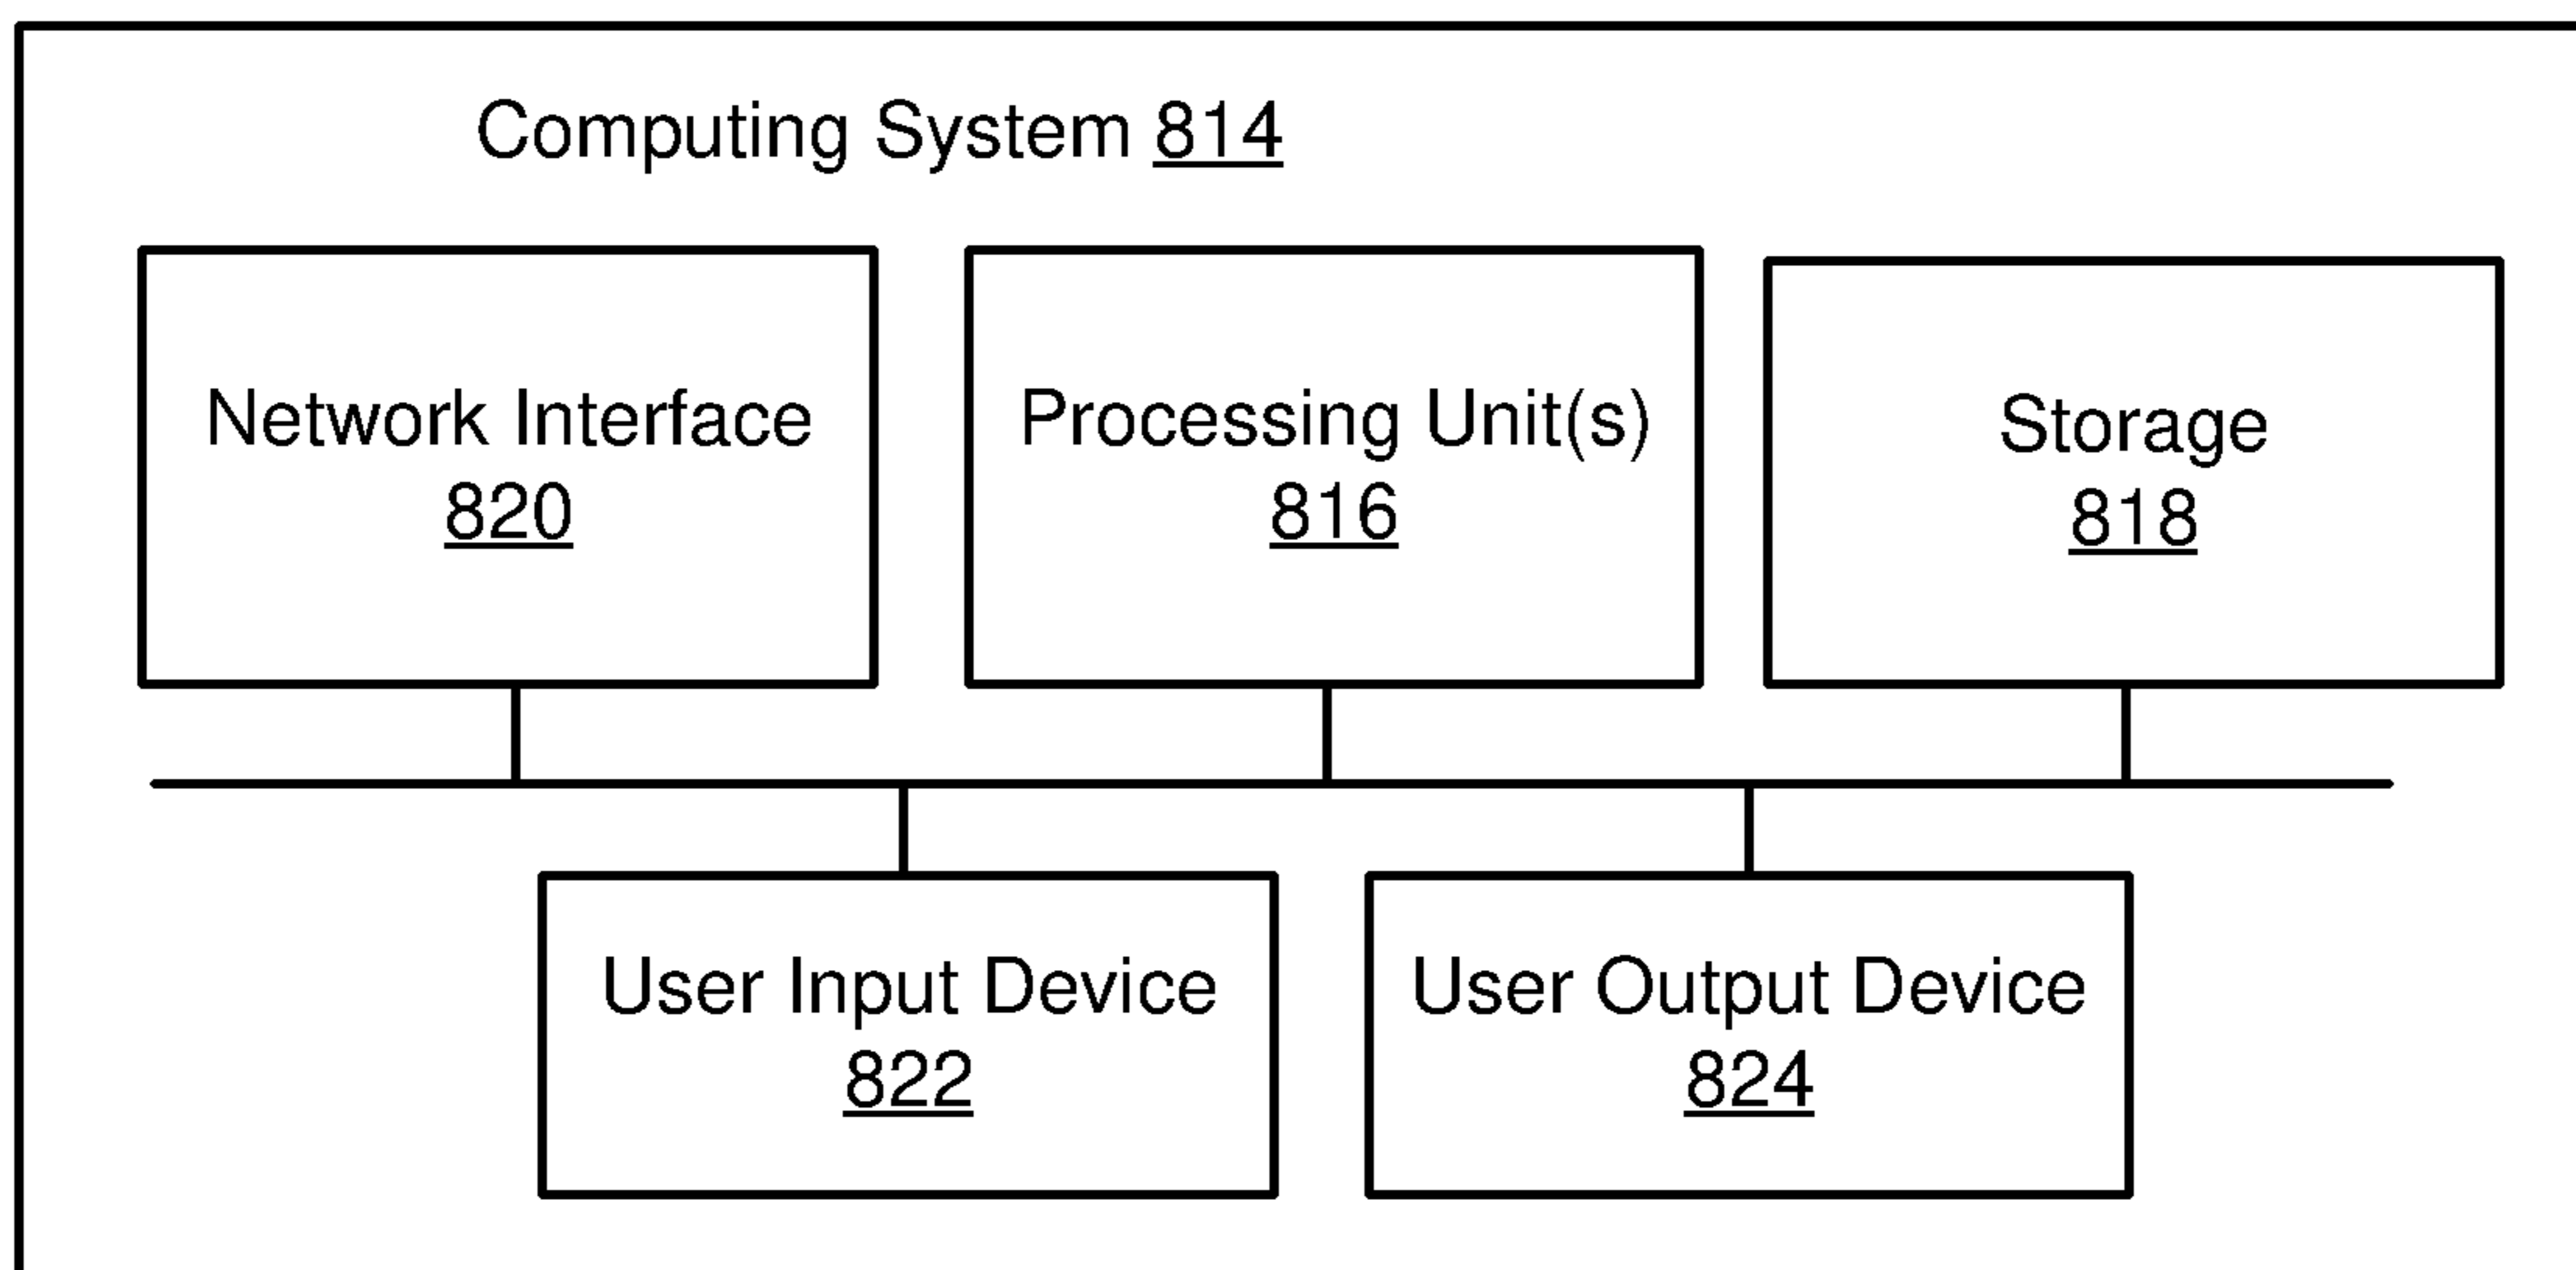 Computing System 814
Network Interface
820
Processing Unit(s)
816
Storage
818
User Input Device
822
User Output Device
824